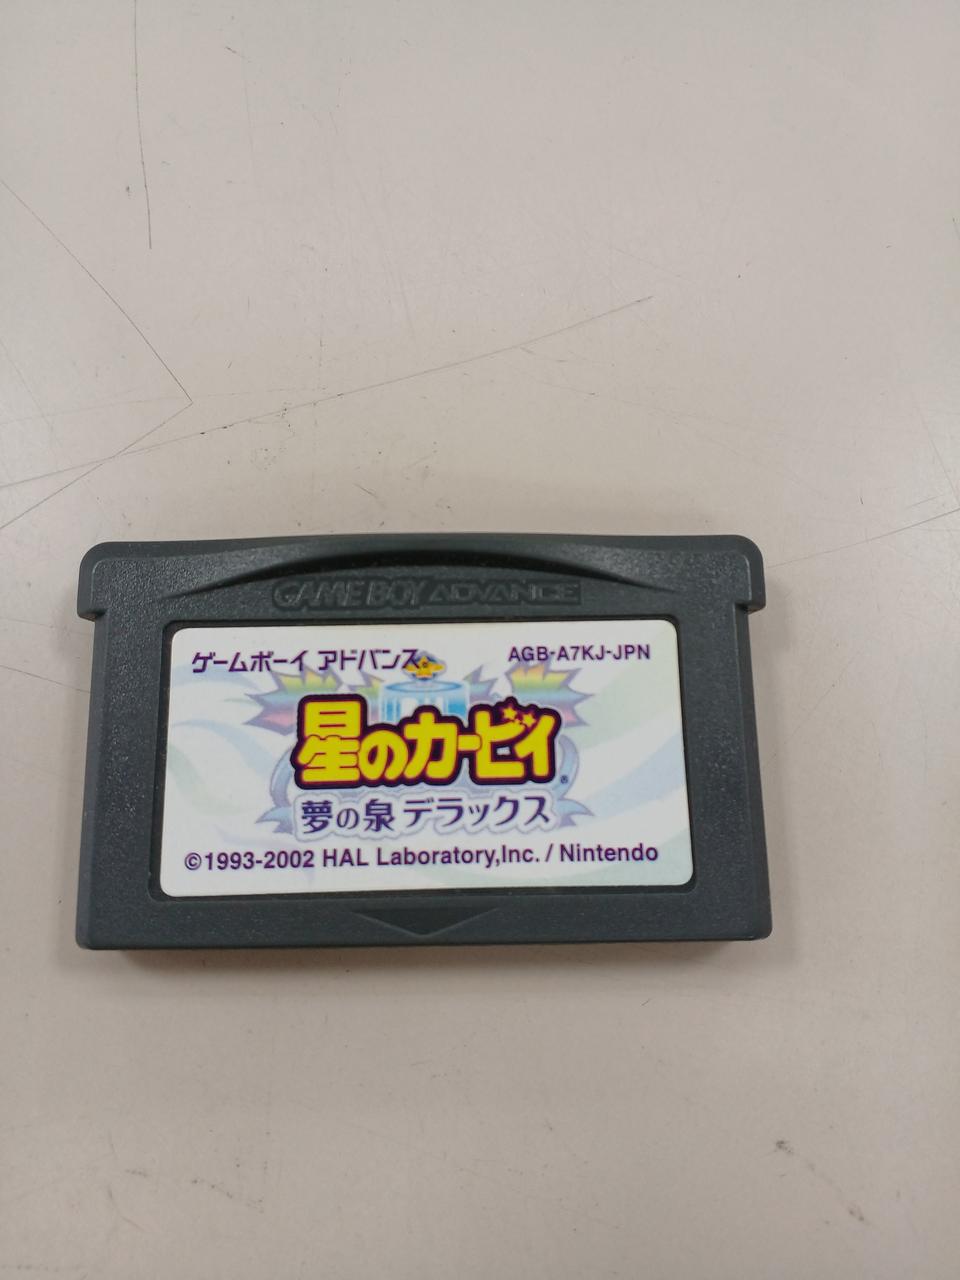 GAME BOY ADVANCE
ゲームボーイ アドバンス AGB-A7KJ-JPN
星のカービィ®
夢の泉 デラックス
©1993-2002 HAL Laboratory,Inc. / Nintendo